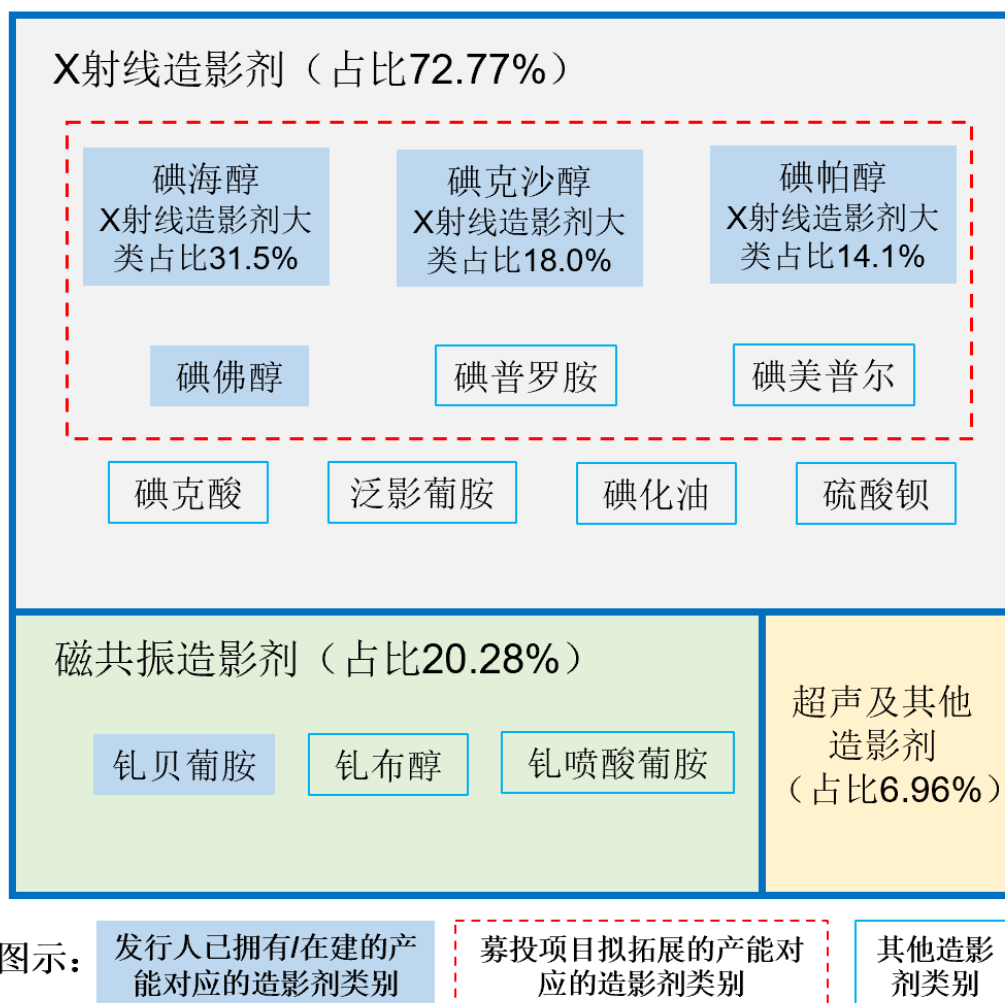 X射线造影剂（占比72.77%）
碘海醇
X射线造影剂大
类占比31.5%
碘克沙醇
X射线造影剂大
类占比18.0%
碘帕醇
X射线造影剂大
类占比14.1%
碘佛醇
碘普罗胺
碘美普尔
碘克酸
泛影葡胺
碘化油
硫酸钡
磁共振造影剂（占比20.28%）
钆贝葡胺
钆布醇
钆喷酸葡胺
超声及其他
造影剂
（占比6.96%）
图示：
发行人已拥有/在建的产
能对应的造影剂类别
募投项目拟拓展的产能对
应的造影剂类别
其他造影
剂类别